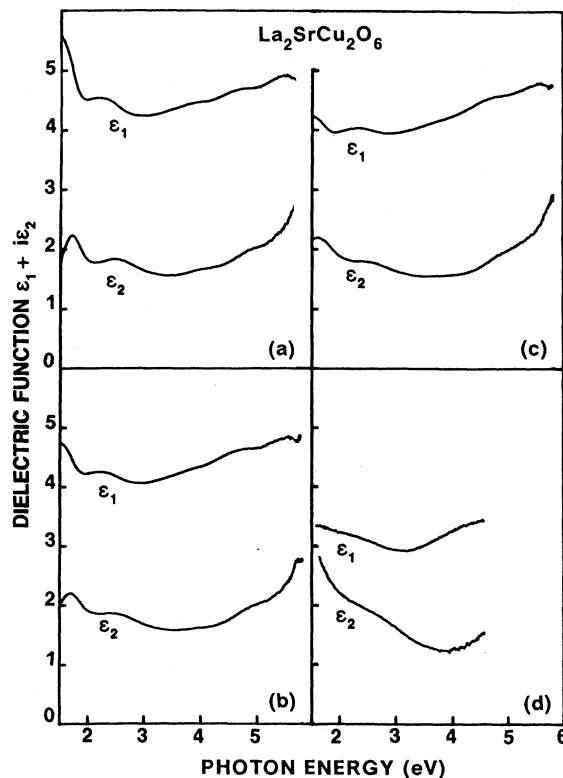 La₂SrCu₂O₆
DIELECTRIC FUNCTION ε₁ + iε₂
5
4
3
2
1
0
ε₁
ε₂
(a)
ε₁
ε₂
(c)
5
4
3
2
1
0
ε₁
ε₂
(b)
ε₁
ε₂
(d)
2 3 4 5 2 3 4 5 6
PHOTON ENERGY (eV)